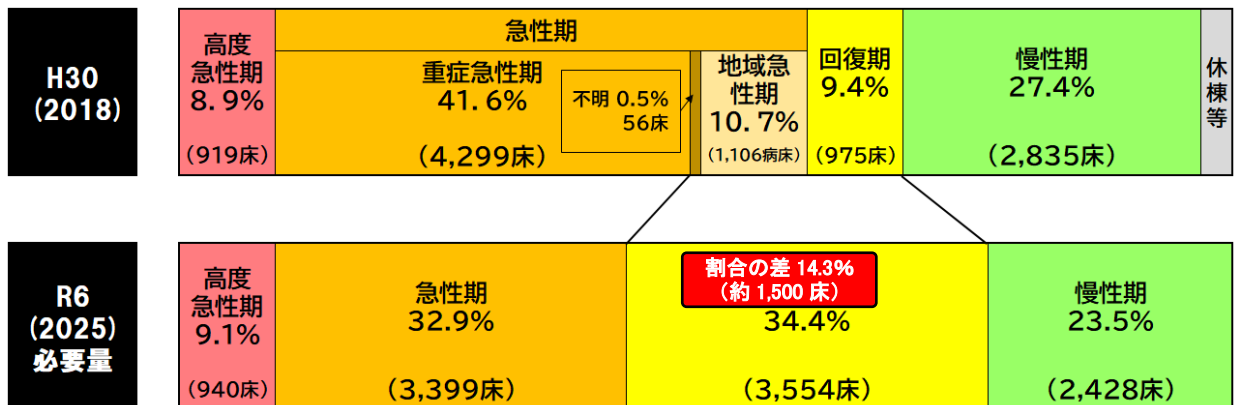 H30
(2018)
高度
急性期
8.9%
(919床)
急性期
重症急性期
41.6%
(4,299床)
不明 0.5%
56床
地域急
性期
10.7%
(1,106病床)
回復期
9.4%
(975床)
慢性期
27.4%
(2,835床)
休
棟
等
R6
(2025)
必要量
高度
急性期
9.1%
(940床)
急性期
32.9%
(3,399床)
割合の差 14.3%
(約 1,500 床)
34.4%
(3,554床)
慢性期
23.5%
(2,428床)